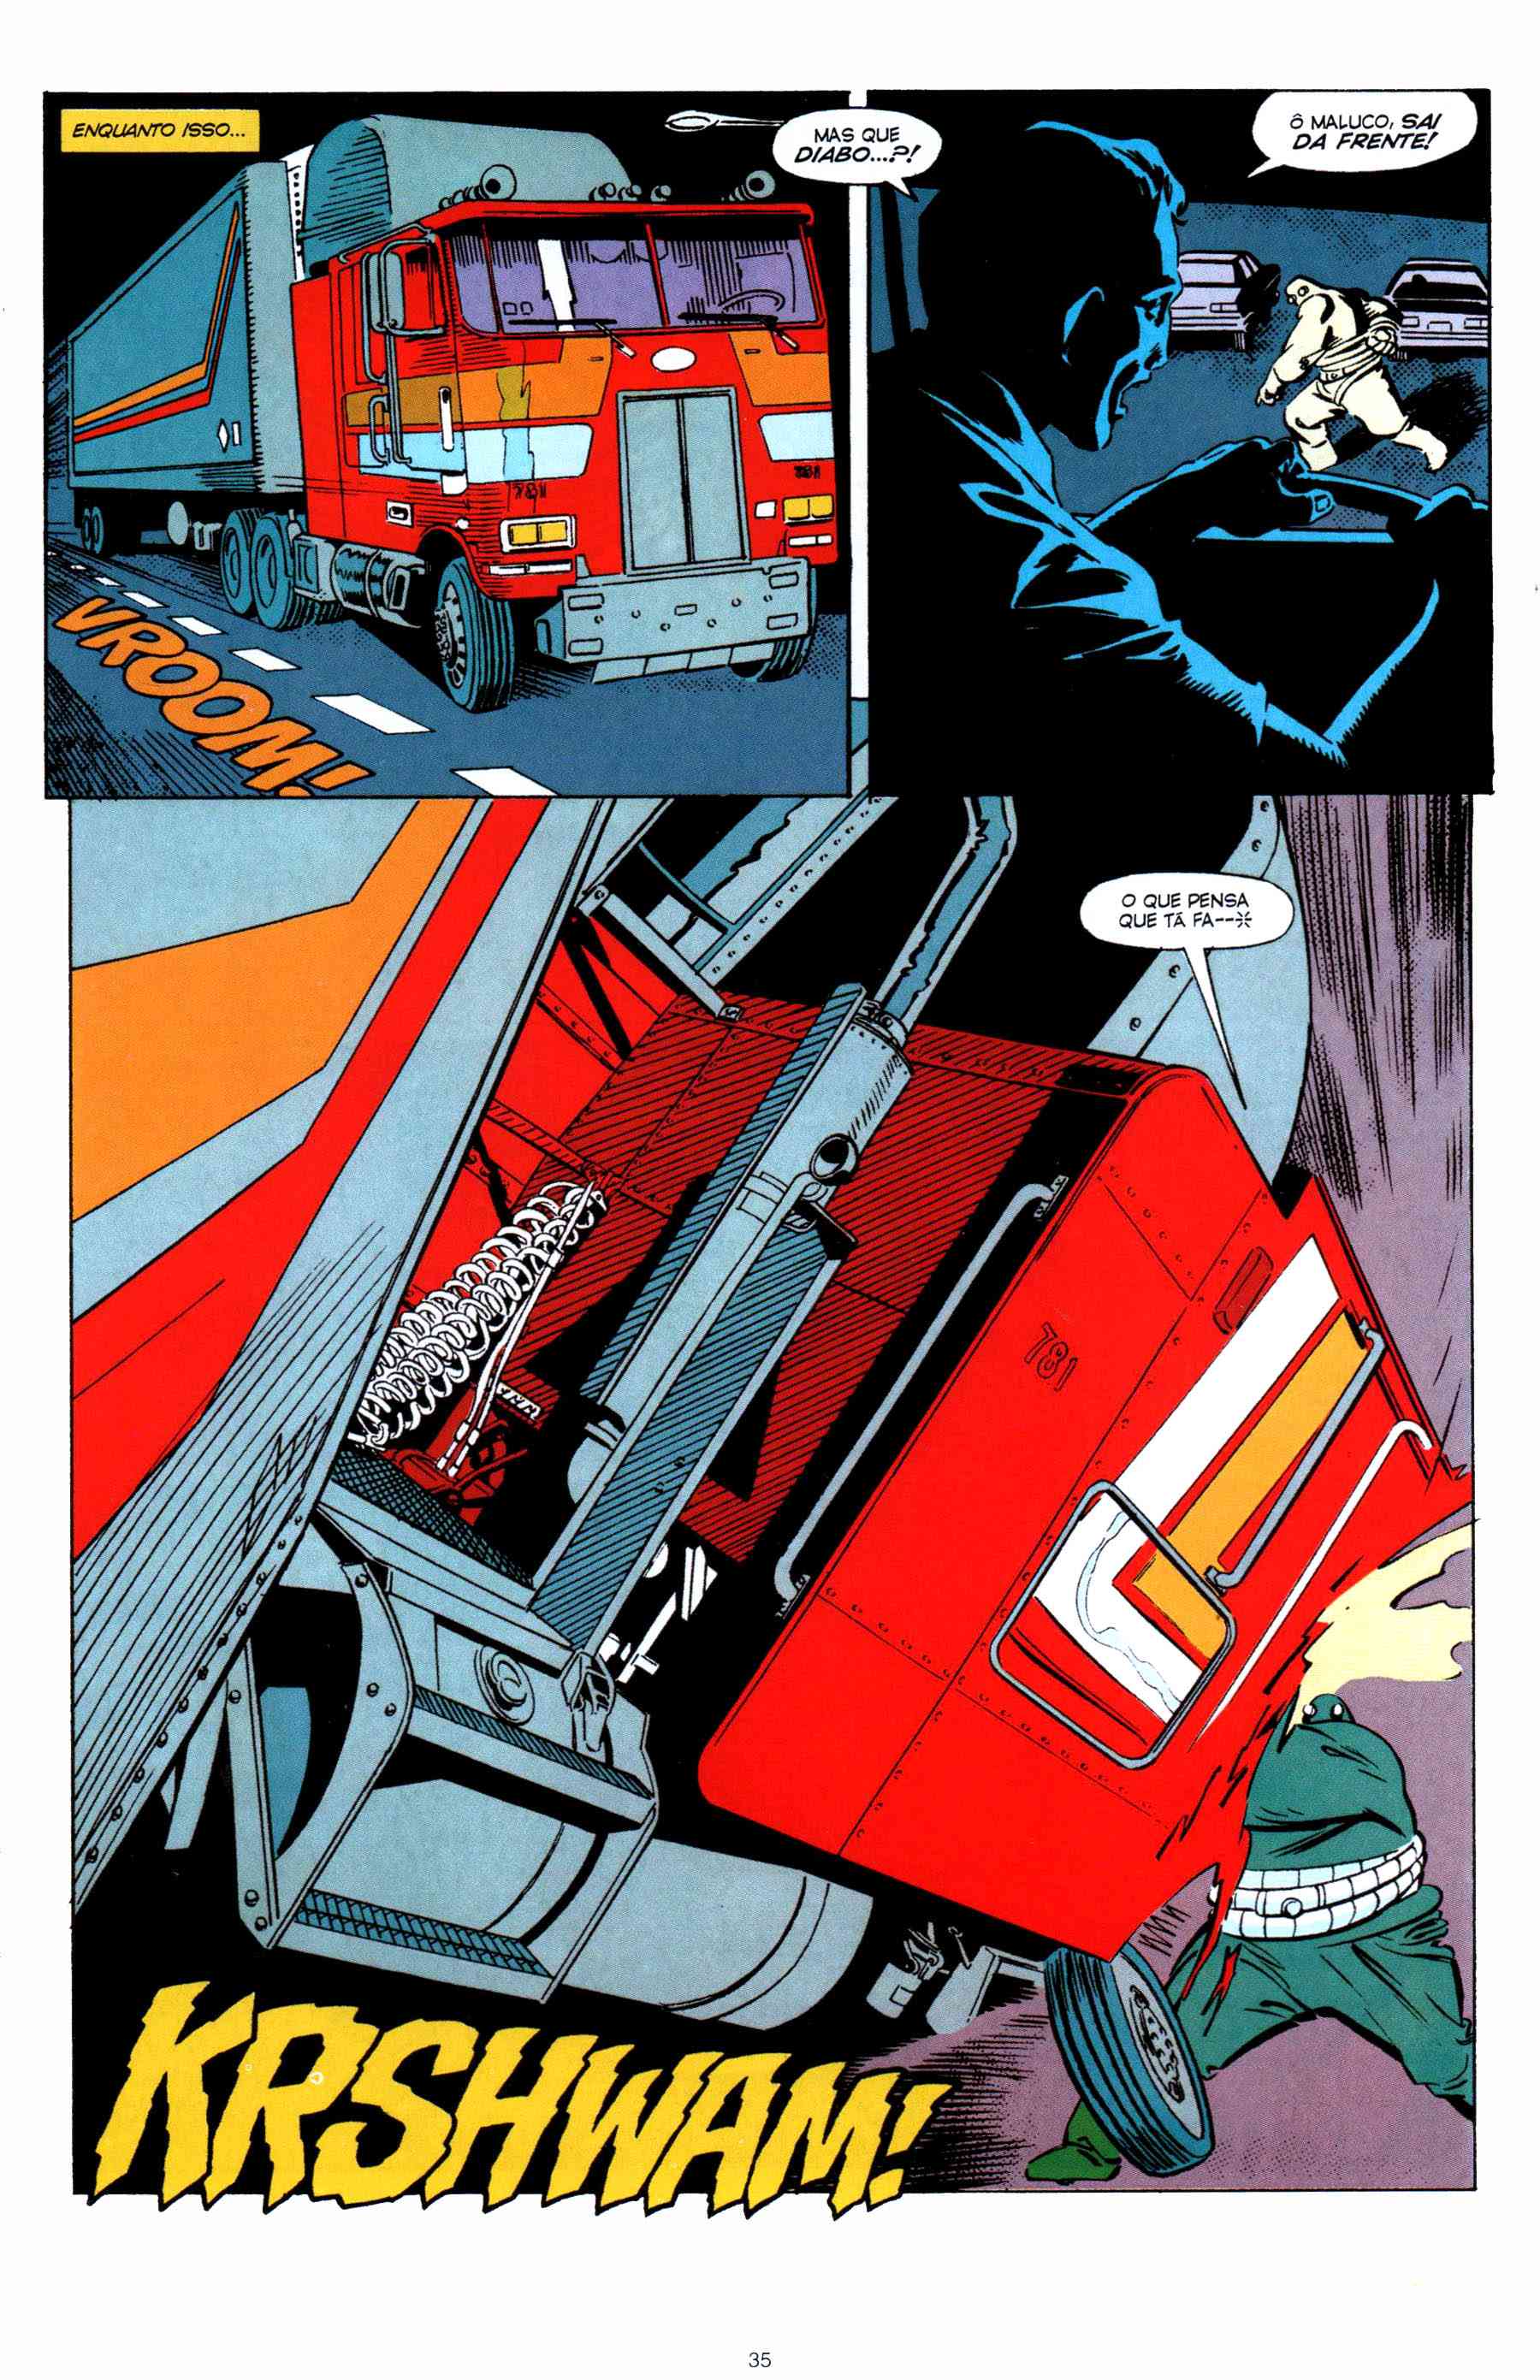 ENQUANTO ISSO...
MAS QUE
DIABO...?!
Ô MALUCO, SAI
DA FRENTE!
781
781
VROOM!
O QUE PENSA
QUE TÁ FA--
781
KRSHWAM!
35